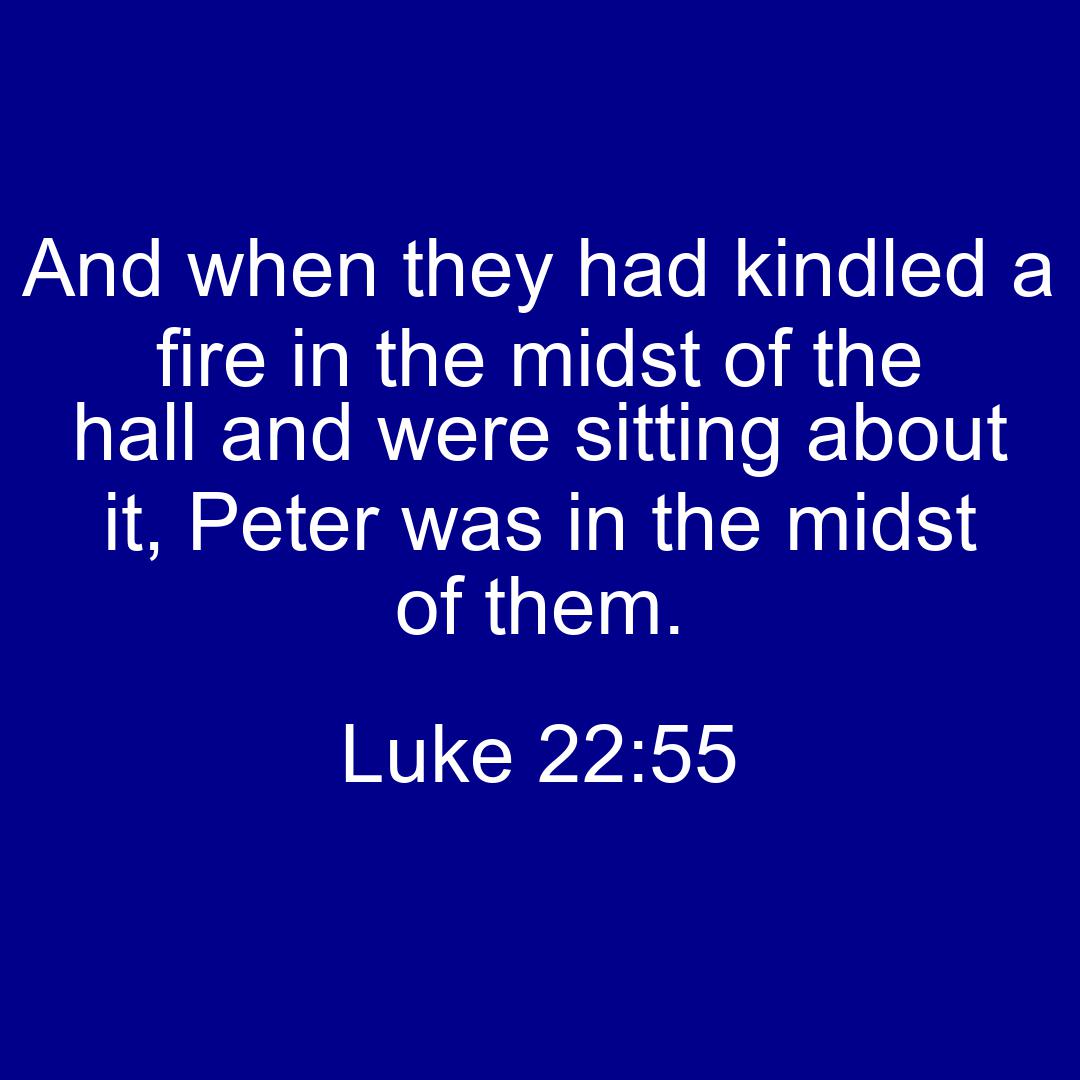 And when they had kindled a
fire in the midst of the
hall and were sitting about
it, Peter was in the midst
of them.
Luke 22:55